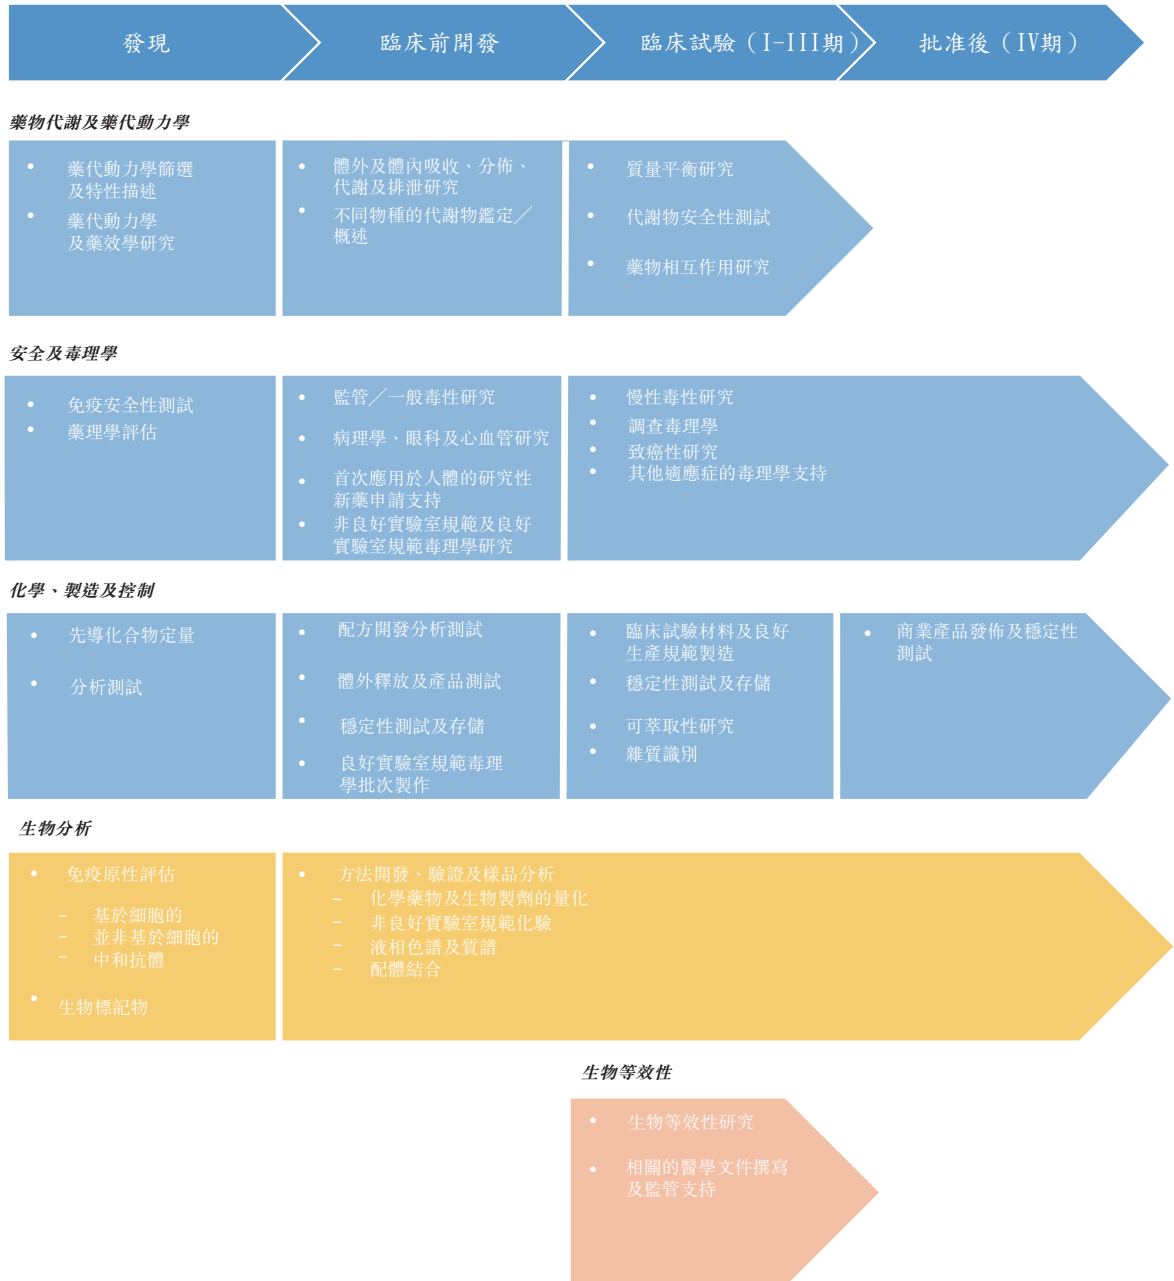 發現
臨床前開發
臨床試驗（I-III期）
批准後（IV期）
藥物代謝及藥代動力學
• 藥代動力學篩選
及特性描述
• 藥代動力學
及藥效學研究
• 體外及體內吸收、分佈、
代謝及排泄研究
• 不同物種的代謝物鑑定／
概述
• 質量平衡研究
• 代謝物安全性測試
• 藥物相互作用研究
安全及毒理學
• 免疫安全性測試
• 藥理學評估
• 監管／一般毒性研究
• 病理學、眼科及心血管研究
• 首次應用於人體的研究性
新藥申請支持
• 非良好實驗室規範及良好
實驗室規範毒理學研究
• 慢性毒性研究
• 調查毒理學
• 致癌性研究
• 其他適應症的毒理學支持
化學、製造及控制
• 先導化合物定量
• 分析測試
• 配方開發分析測試
• 體外釋放及產品測試
• 穩定性測試及存儲
• 良好實驗室規範毒理
學批次製作
• 臨床試驗材料及良好
生產規範製造
• 穩定性測試及存儲
• 可萃取性研究
• 雜質識別
• 商業產品發佈及穩定性
測試
生物分析
• 免疫原性評估
– 基於細胞的
– 並非基於細胞的
– 中和抗體
• 生物標記物
• 方法開發、驗證及樣品分析
– 化學藥物及生物製劑的量化
– 非良好實驗室規範化驗
– 液相色譜及質譜
– 配體結合
生物等效性
• 生物等效性研究
• 相關的醫學文件撰寫
及監管支持